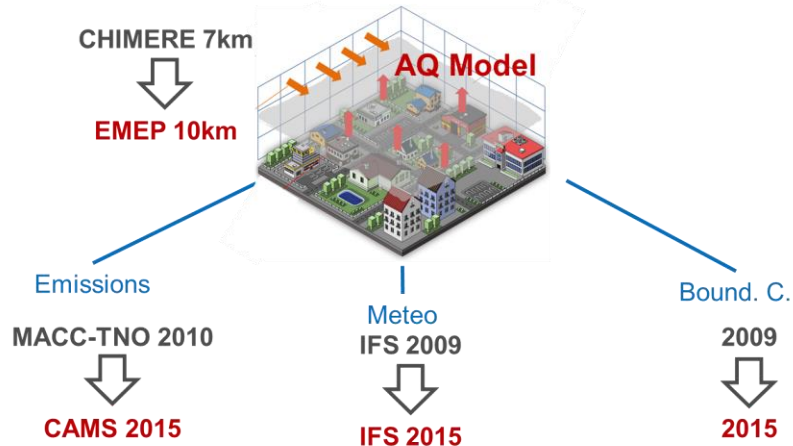 CHIMERE 7km
AQ Model
EMEP 10km
Emissions
Meteo
Bound. C.
MACC-TNO 2010
IFS 2009
2009
CAMS 2015
IFS 2015
2015